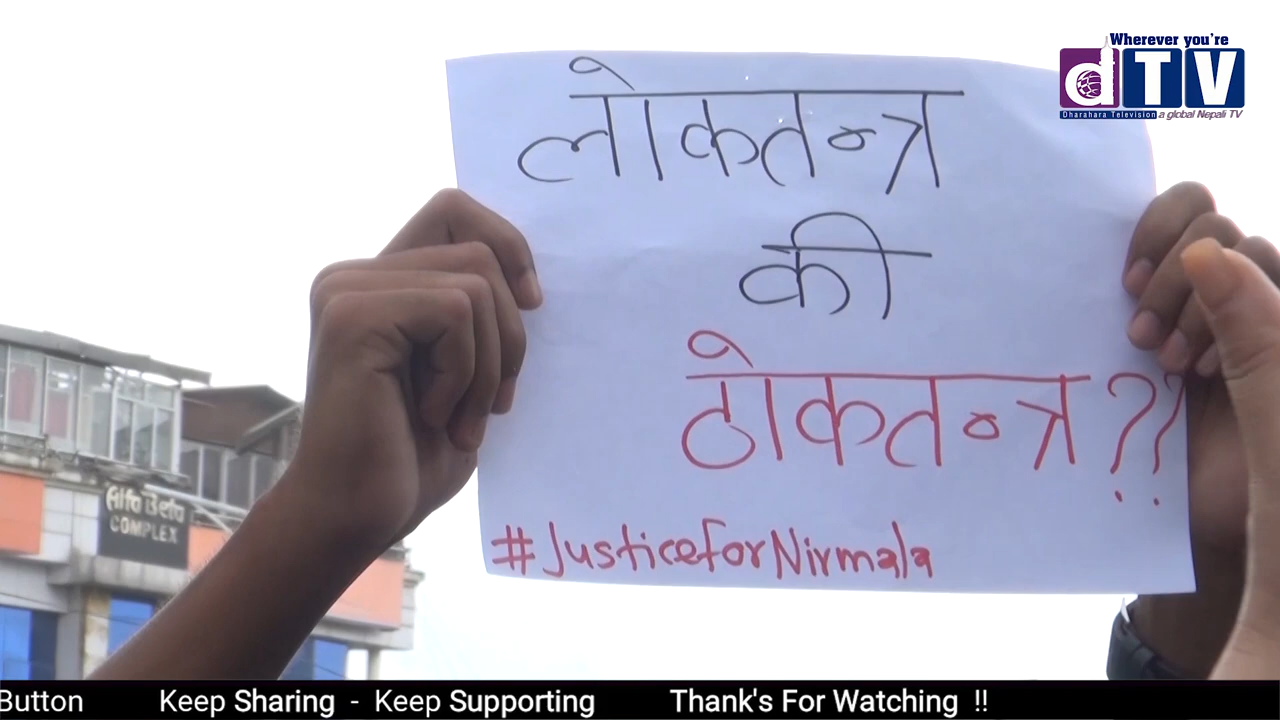 Wherever you're
dTV
Dharahara Television a global Nepali TV
लोकतन्त्र
की
ठोकतन्त्र ??
#JusticeforNirmala
Alfa Beta
COMPLEX
Button Keep Sharing - Keep Supporting Thank's For Watching !!